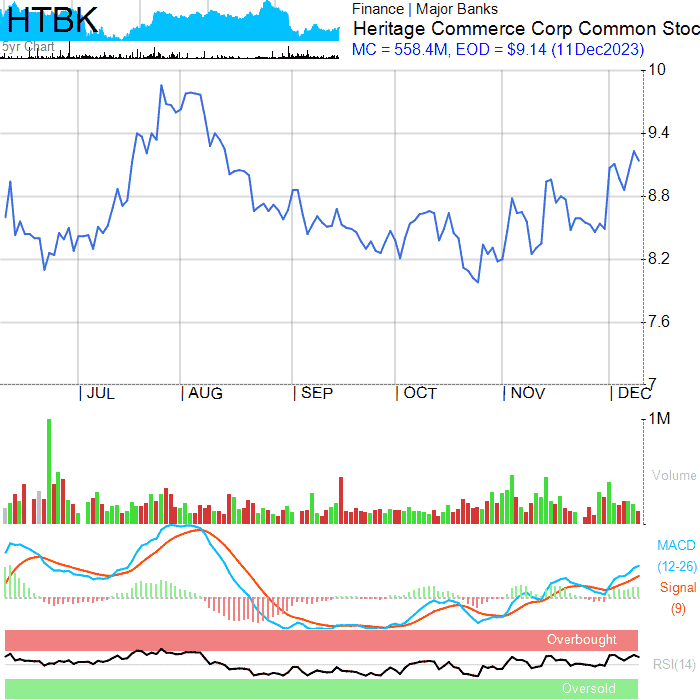 HTBK
5yr Chart
Finance | Major Banks
Heritage Commerce Corp Common Stoc
MC = 558.4M, EOD = $9.14 (11Dec2023)
10
9.4
8.8
8.2
7.6
7
JUL
AUG
SEP
OCT
NOV
DEC
1M
Volume
MACD
(12-26)
Signal
(9)
Overbought
RSI(14)
Oversold